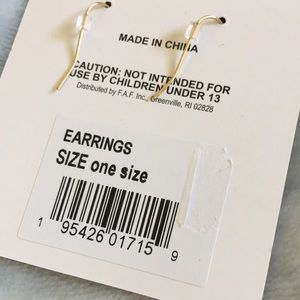 MADE IN CHINA
CAUTION: NOT INTENDED FOR
USE BY CHILDREN UNDER 13
Distributed by F.A.F. Inc., Greenville, RI 02828
EARRINGS
SIZE one size
1 95426 01715 9